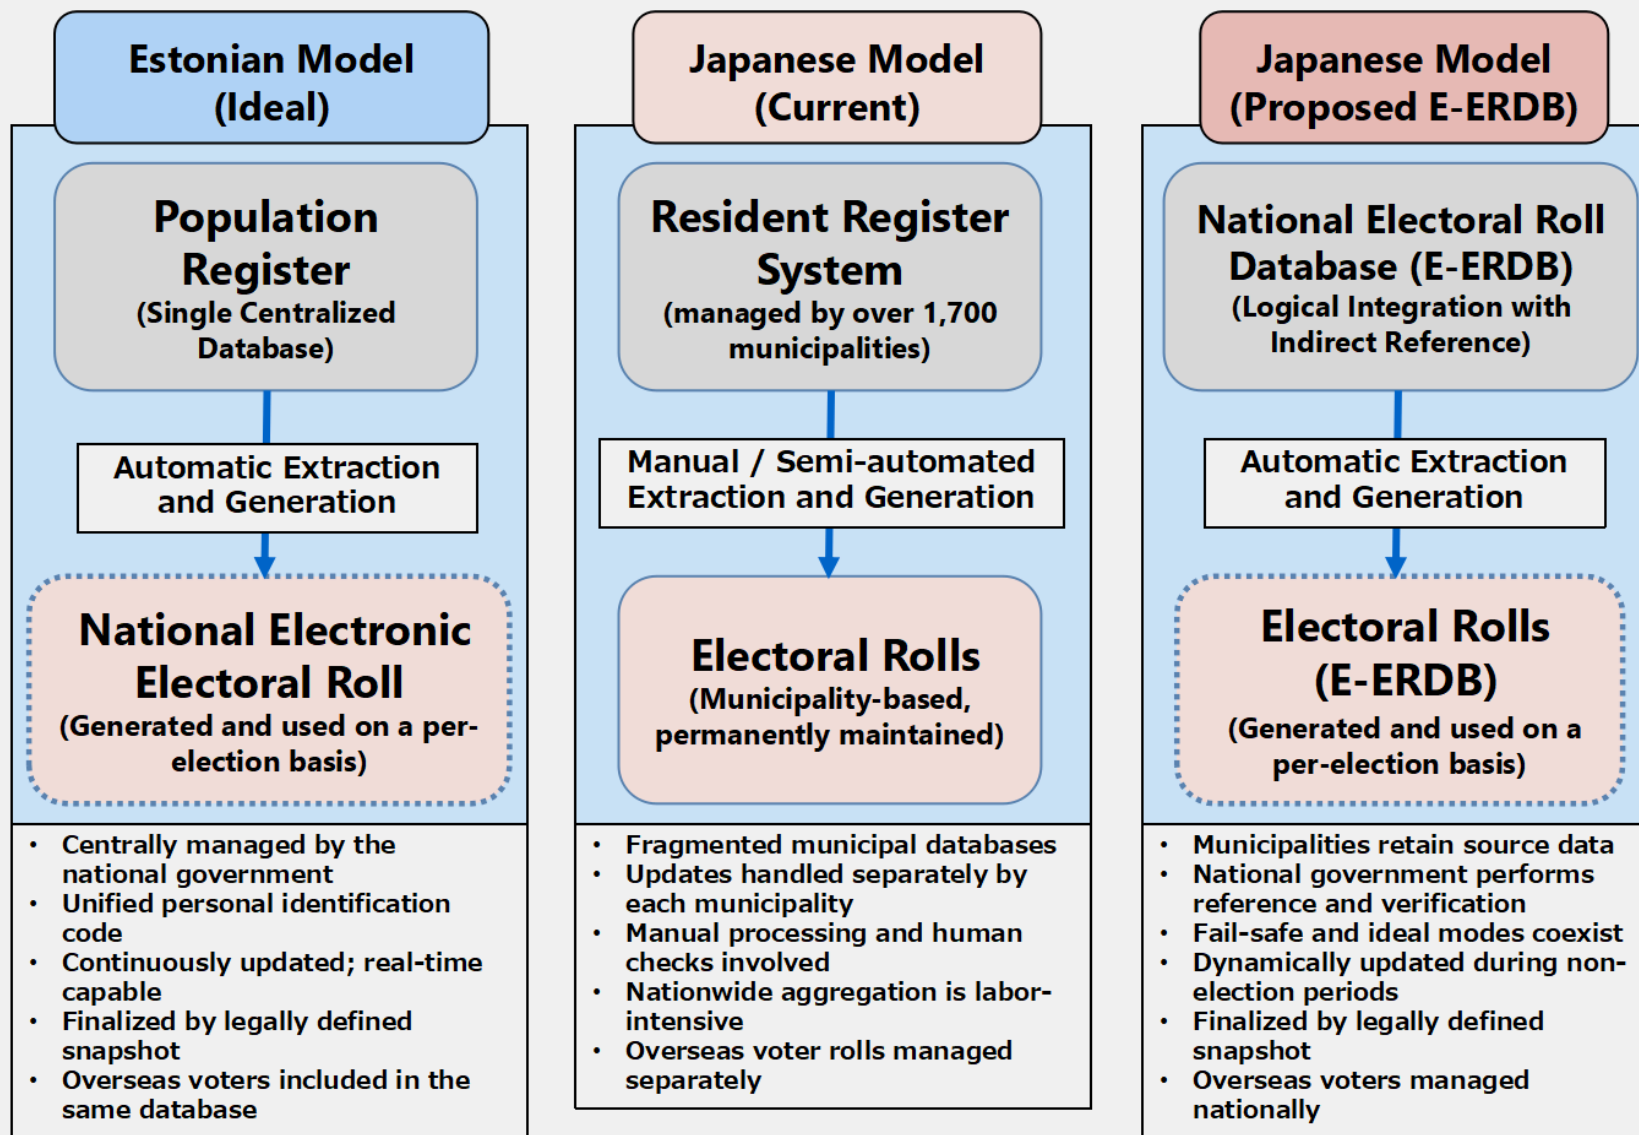 Estonian Model
(Ideal)
Population
Register
(Single Centralized
Database)
Automatic Extraction
and Generation
National Electronic
Electoral Roll
(Generated and used on a per-
election basis)
• Centrally managed by the
national government
• Unified personal identification
code
• Continuously updated; real-time
capable
• Finalized by legally defined
snapshot
• Overseas voters included in the
same database
Japanese Model
(Current)
Resident Register
System
(managed by over 1,700
municipalities)
Manual / Semi-automated
Extraction and Generation
Electoral Rolls
(Municipality-based,
permanently maintained)
• Fragmented municipal databases
• Updates handled separately by
each municipality
• Manual processing and human
checks involved
• Nationwide aggregation is labor-
intensive
• Overseas voter rolls managed
separately
Japanese Model
(Proposed E-ERDB)
National Electoral Roll
Database (E-ERDB)
(Logical Integration with
Indirect Reference)
Automatic Extraction
and Generation
Electoral Rolls
(E-ERDB)
(Generated and used on a
per-election basis)
• Municipalities retain source data
• National government performs
reference and verification
• Fail-safe and ideal modes coexist
• Dynamically updated during non-
election periods
• Finalized by legally defined
snapshot
• Overseas voters managed
nationally